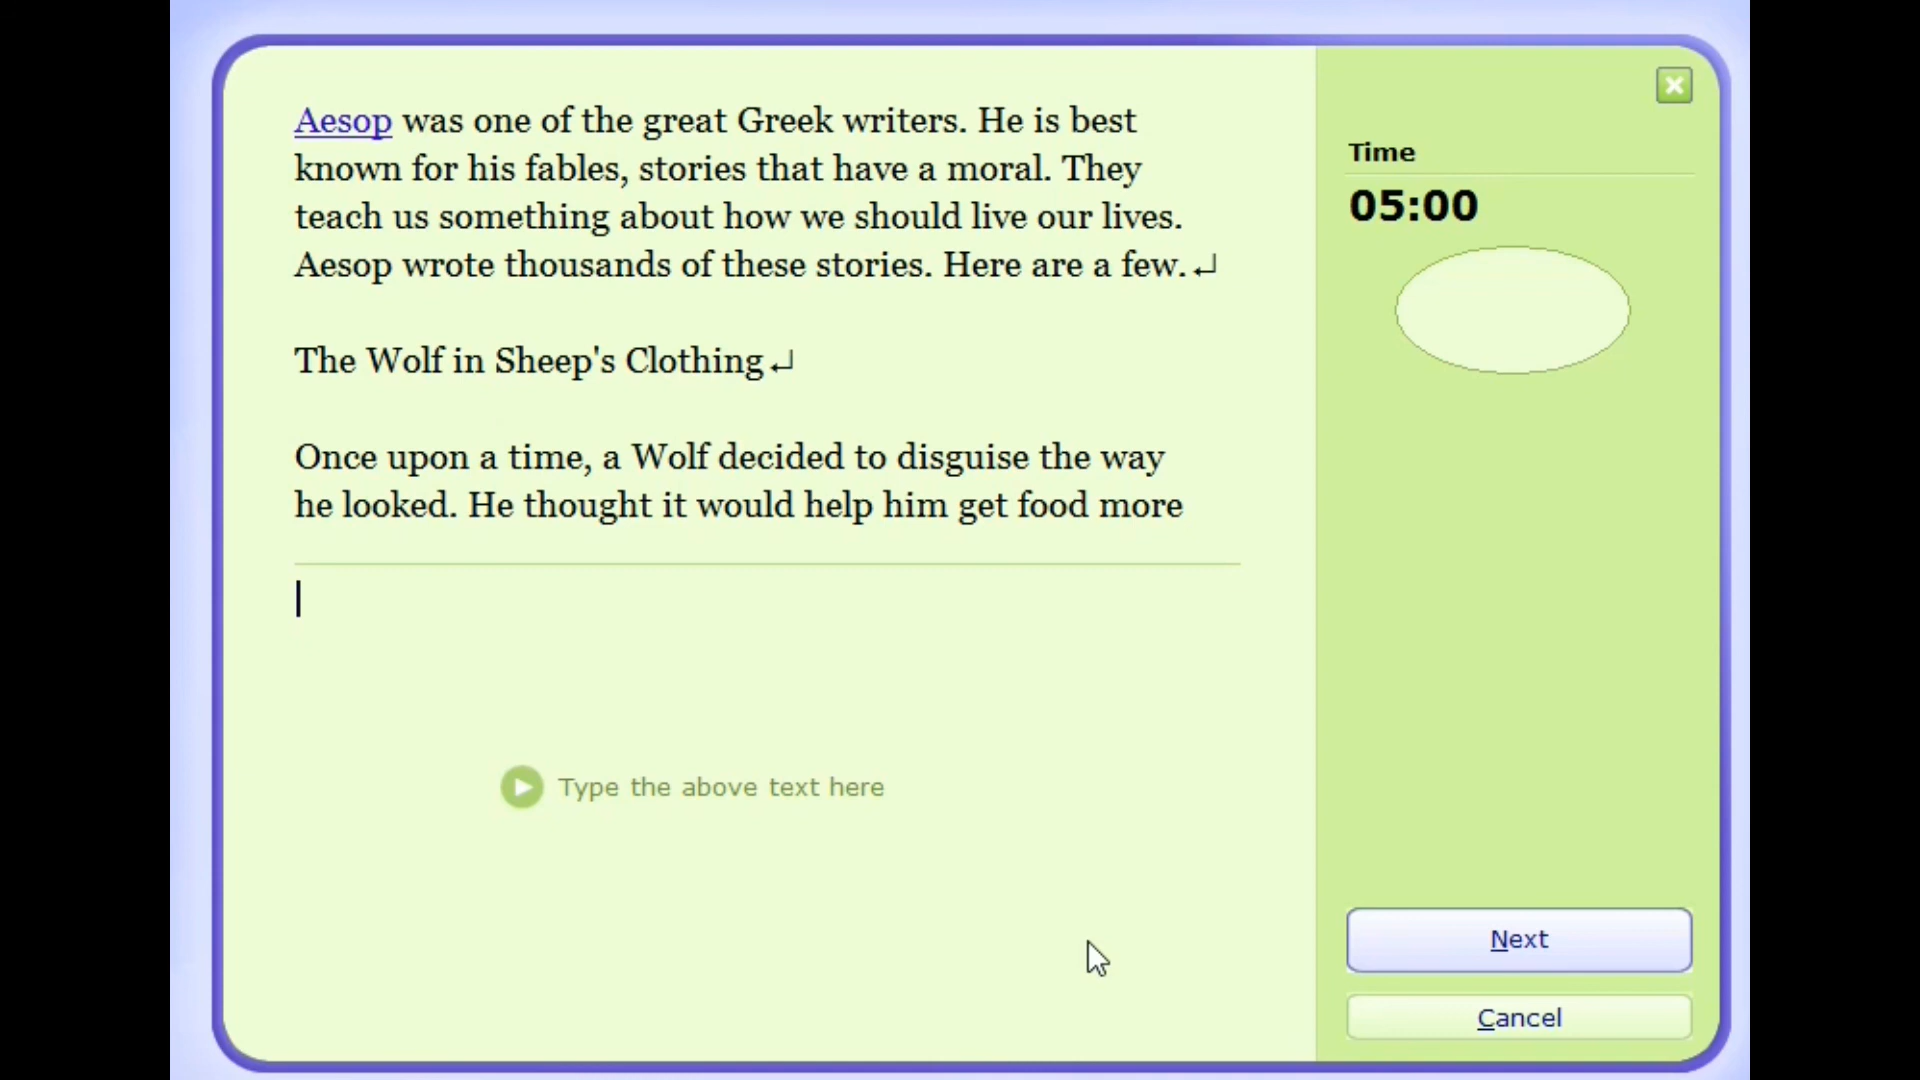 Aesop was one of the great Greek writers. He is best
known for his fables, stories that have a moral. They
teach us something about how we should live our lives.
Aesop wrote thousands of these stories. Here are a few.↵
The Wolf in Sheep's Clothing↵
Once upon a time, a Wolf decided to disguise the way
he looked. He thought it would help him get food more
Type the above text here
Time
05:00
Next
Cancel